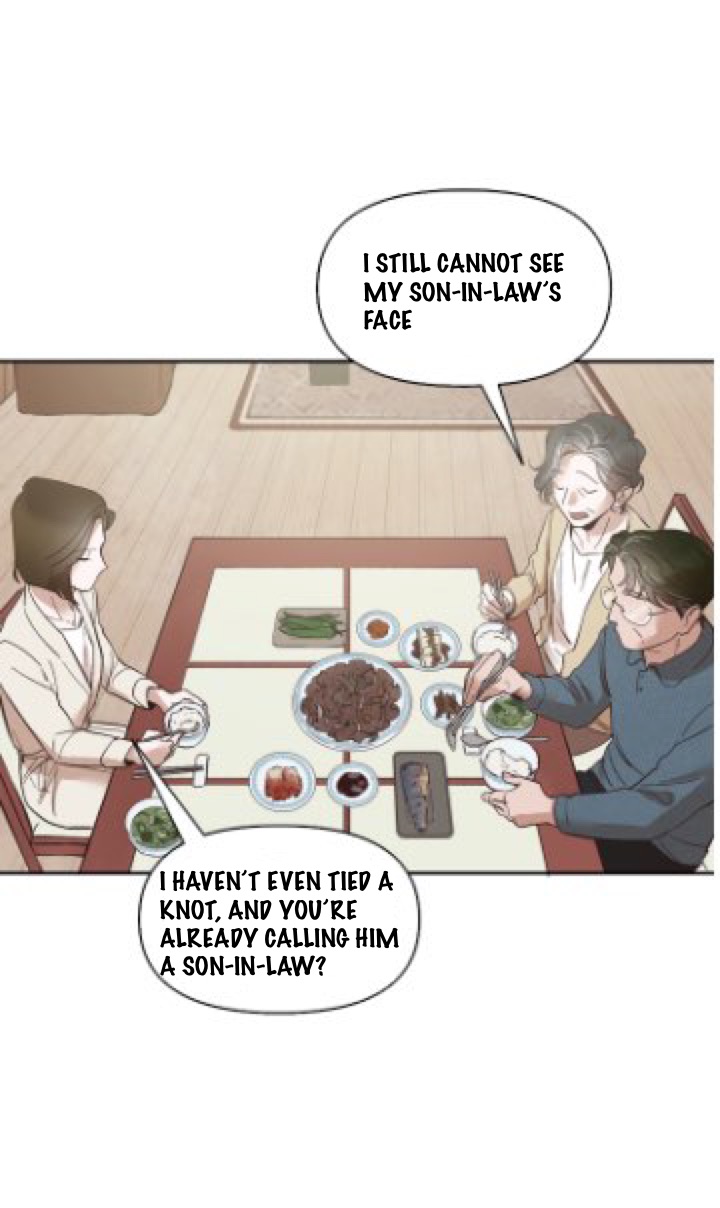 I STILL CANNOT SEE
MY SON-IN-LAW'S
FACE
I HAVEN'T EVEN TIED A
KNOT, AND YOU'RE
ALREADY CALLING HIM
A SON-IN-LAW?